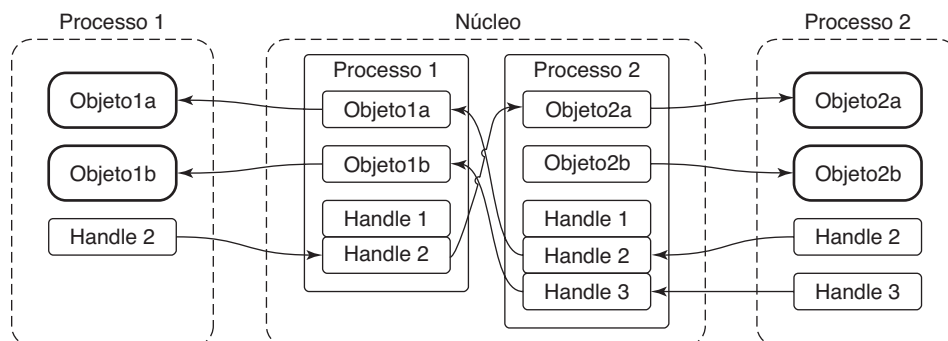 Processo 1
Núcleo
Processo 2
Processo 1
Processo 2
Objeto1a
Objeto1a
Objeto2a
Objeto2a
Objeto1b
Objeto1b
Objeto2b
Objeto2b
Handle 1
Handle 1
Handle 2
Handle 2
Handle 2
Handle 2
Handle 3
Handle 3